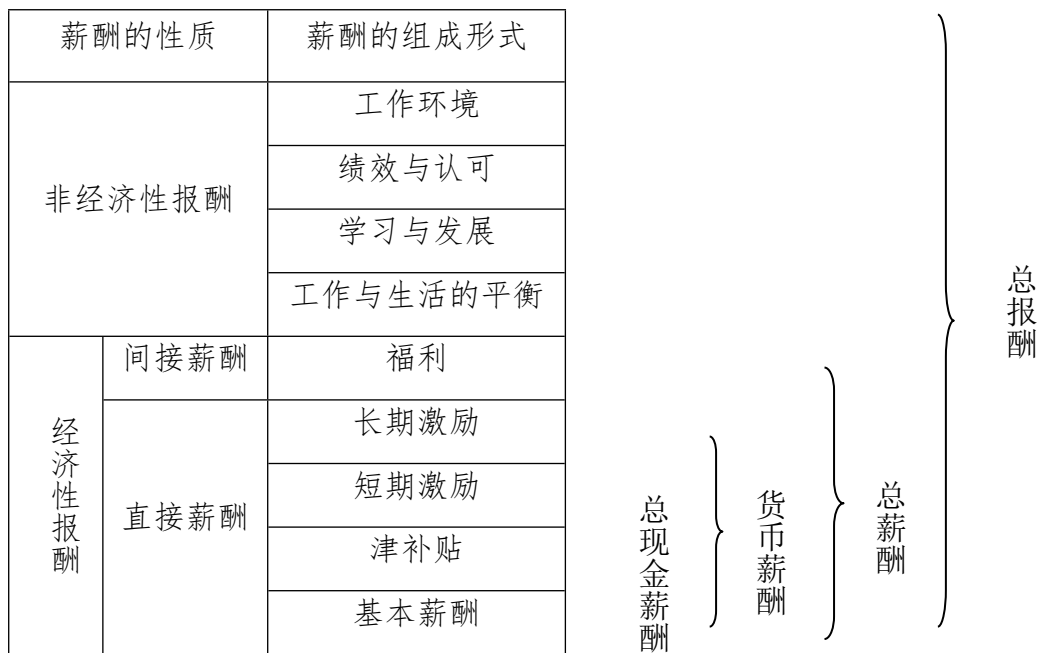 薪酬的性质 薪酬的组成形式
非经济性报酬
工作环境
绩效与认可
学习与发展
工作与生活的平衡
经济性报酬
间接薪酬 福利
直接薪酬
长期激励
短期激励
津补贴
基本薪酬
总现金薪酬
货币薪酬
总薪酬
总报酬